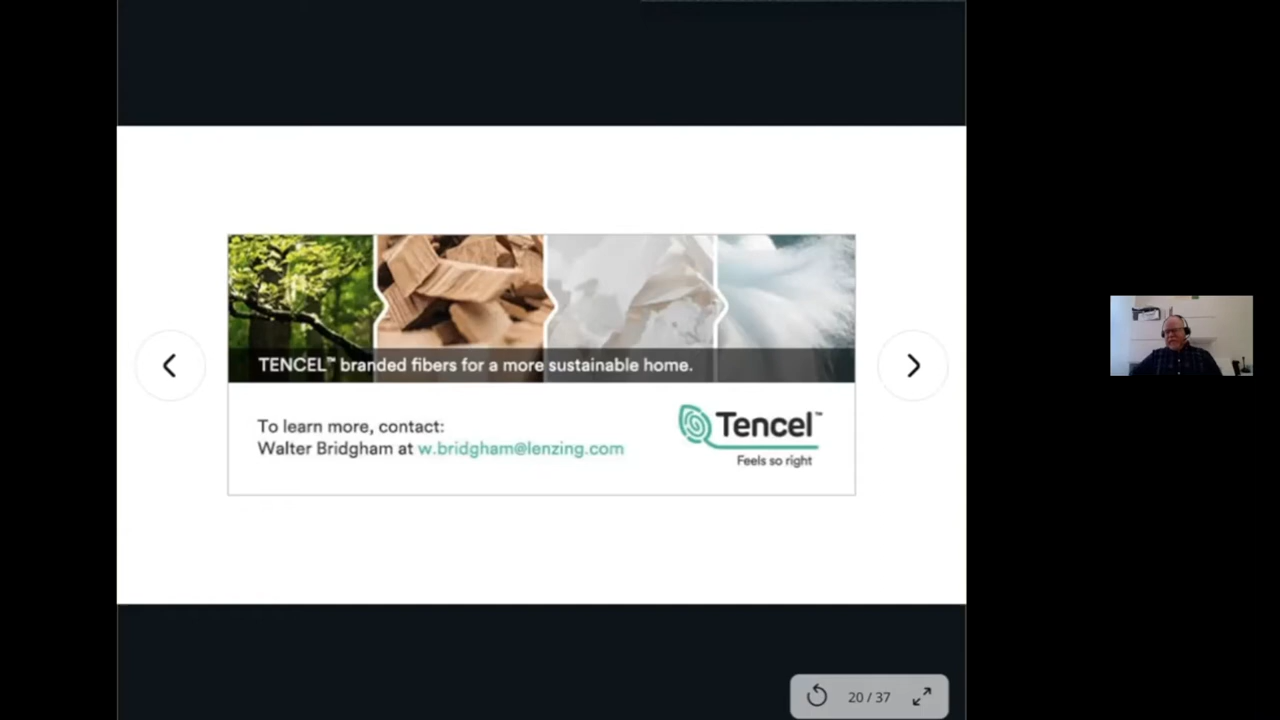 TENCEL™ branded fibers for a more sustainable home.
To learn more, contact:
Walter Bridgham at w.bridgham@lenzing.com
Tencel™
Feels so right
20 / 37